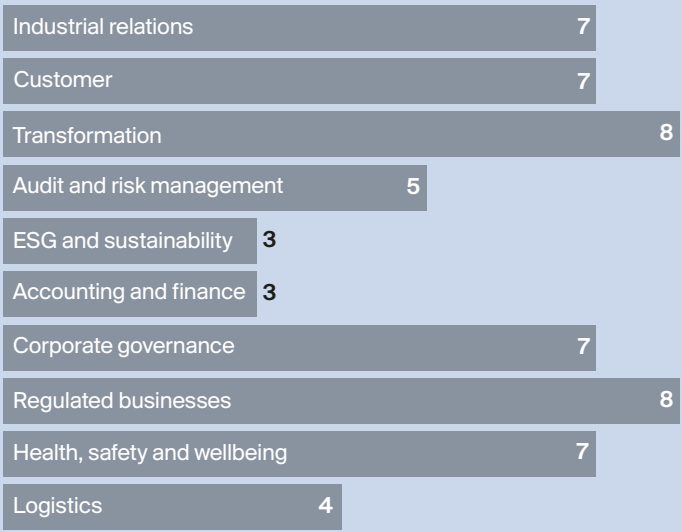 Industrial relations 7
Customer 7
Transformation 8
Audit and risk management 5
ESG and sustainability 3
Accounting and finance 3
Corporate governance 7
Regulated businesses 8
Health, safety and wellbeing 7
Logistics 4